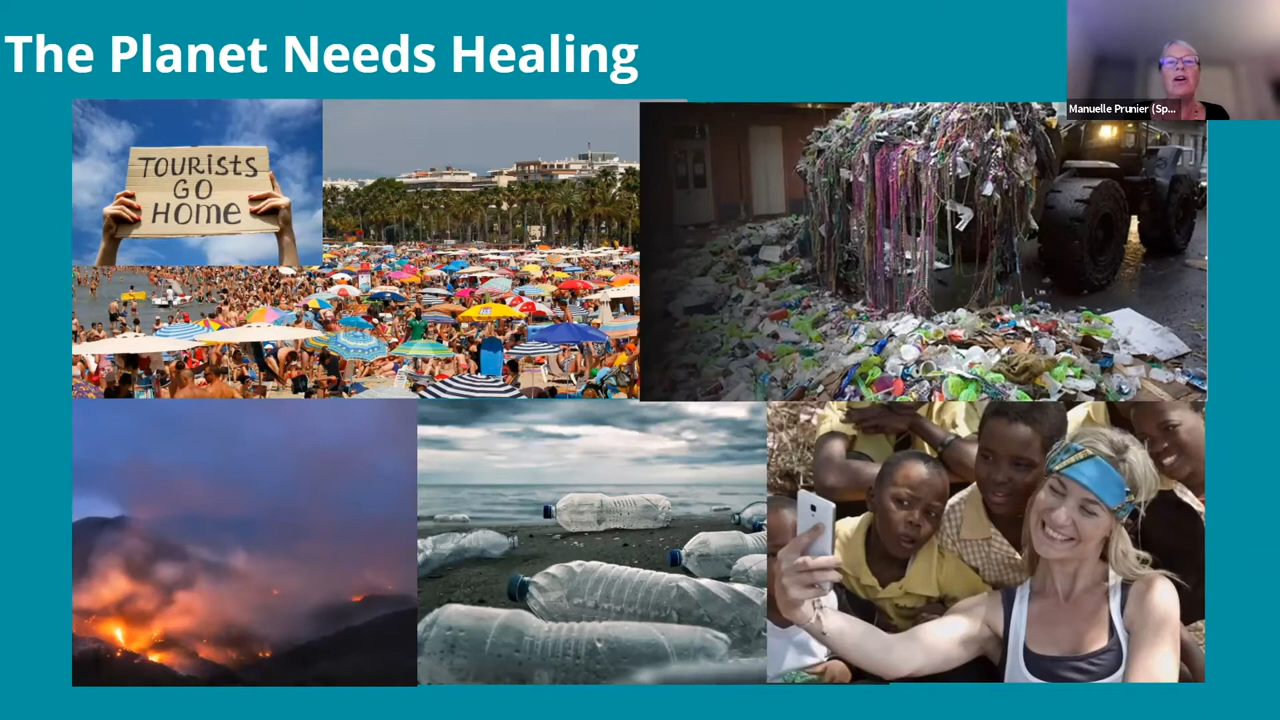 The Planet Needs Healing
Manuelle Prunier (Sp...
TOURISTS
GO
HOME